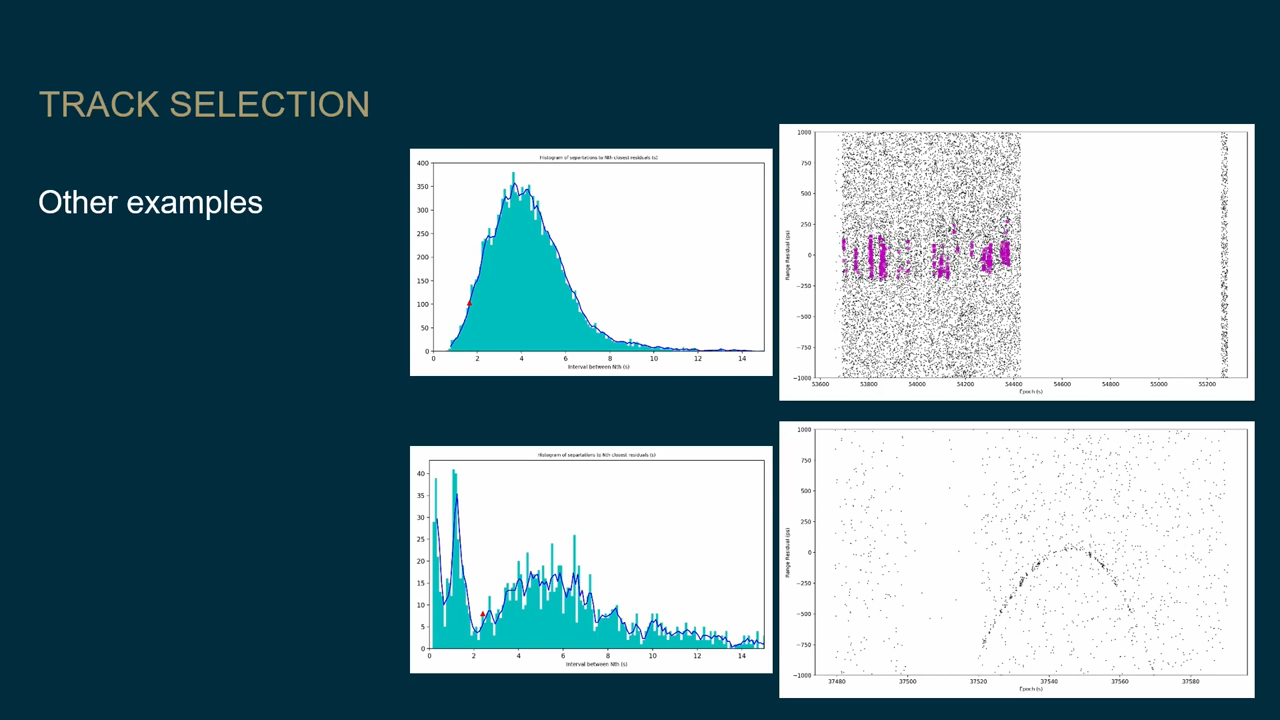 TRACK SELECTION
Other examples
Histogram of separations to Nth closest residuals (s)
400
350
300
250
200
150
100
50
0
0 2 4 6 8 10 12 14
Interval between Nth (s)
1000
750
500
250
0
−250
−500
−750
−1000
Range Residual (ps)
53600 53800 54000 54200 54400 54600 54800 55000 55200
Epoch (s)
Histogram of separations to Nth closest residuals (s)
40
35
30
25
20
15
10
5
0
0 2 4 6 8 10 12 14
Interval between Nth (s)
1000
750
500
250
0
−250
−500
−750
−1000
Range Residual (ps)
37480 37500 37520 37540 37560 37580
Epoch (s)